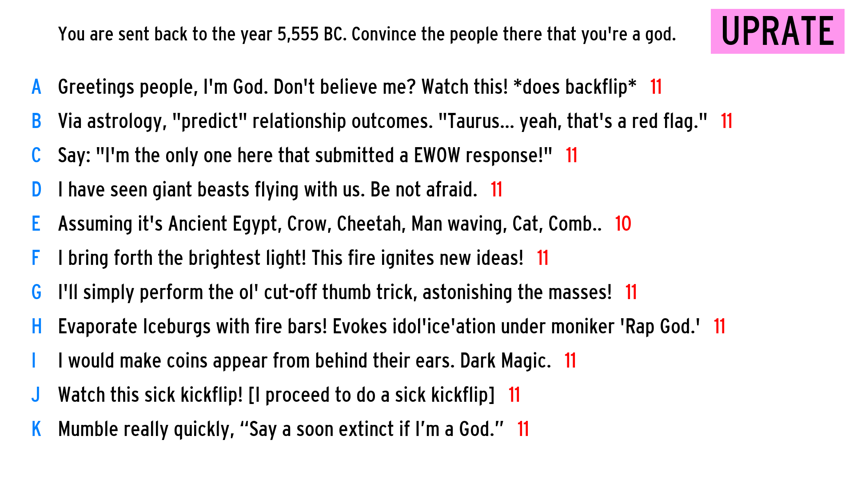 You are sent back to the year 5,555 BC. Convince the people there that you're a god.
UPRATE
A Greetings people, I'm God. Don't believe me? Watch this! *does backflip* 11
B Via astrology, "predict" relationship outcomes. "Taurus... yeah, that's a red flag." 11
C Say: "I'm the only one here that submitted a EWOW response!" 11
D I have seen giant beasts flying with us. Be not afraid. 11
E Assuming it's Ancient Egypt, Crow, Cheetah, Man waving, Cat, Comb.. 10
F I bring forth the brightest light! This fire ignites new ideas! 11
G I'll simply perform the ol' cut-off thumb trick, astonishing the masses! 11
H Evaporate Iceburgs with fire bars! Evokes idol'ice'ation under moniker 'Rap God.' 11
I I would make coins appear from behind their ears. Dark Magic. 11
J Watch this sick kickflip! [I proceed to do a sick kickflip] 11
K Mumble really quickly, “Say a soon extinct if I’m a God.” 11